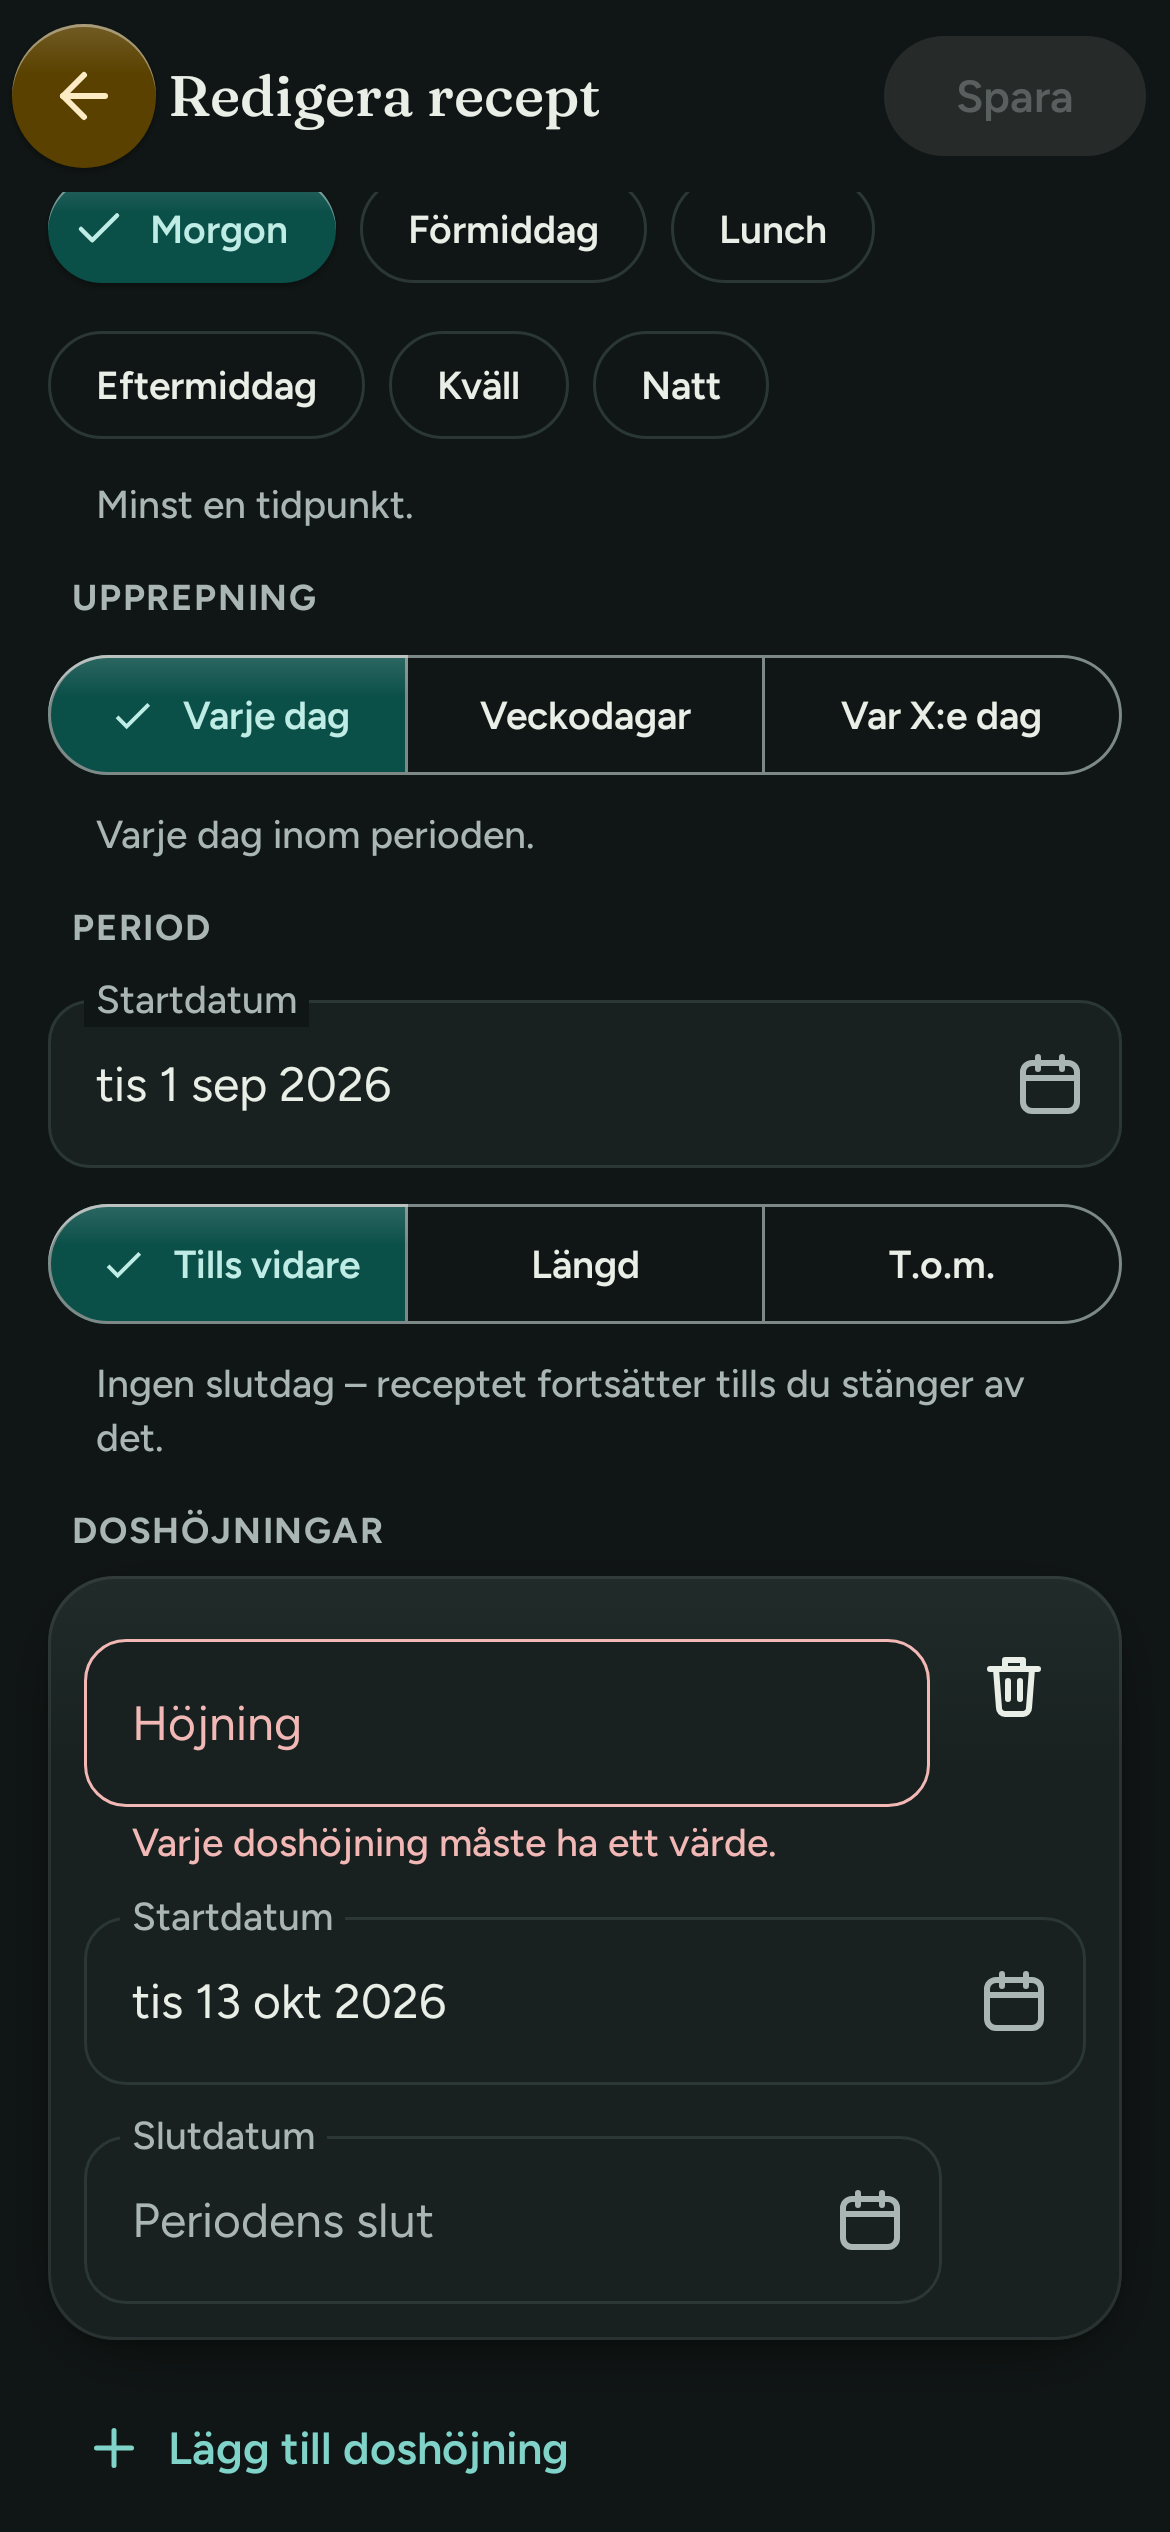 Redigera recept
Spara
Morgon
Förmiddag
Lunch
Eftermiddag
Kväll
Natt
Minst en tidpunkt.
UPPREPNING
Varje dag
Veckodagar
Var X:e dag
Varje dag inom perioden.
PERIOD
Startdatum
tis 1 sep 2026
Tills vidare
Längd
T.o.m.
Ingen slutdag – receptet fortsätter tills du stänger av
det.
DOSHÖJNINGAR
Höjning
Varje doshöjning måste ha ett värde.
Startdatum
tis 13 okt 2026
Slutdatum
Periodens slut
Lägg till doshöjning